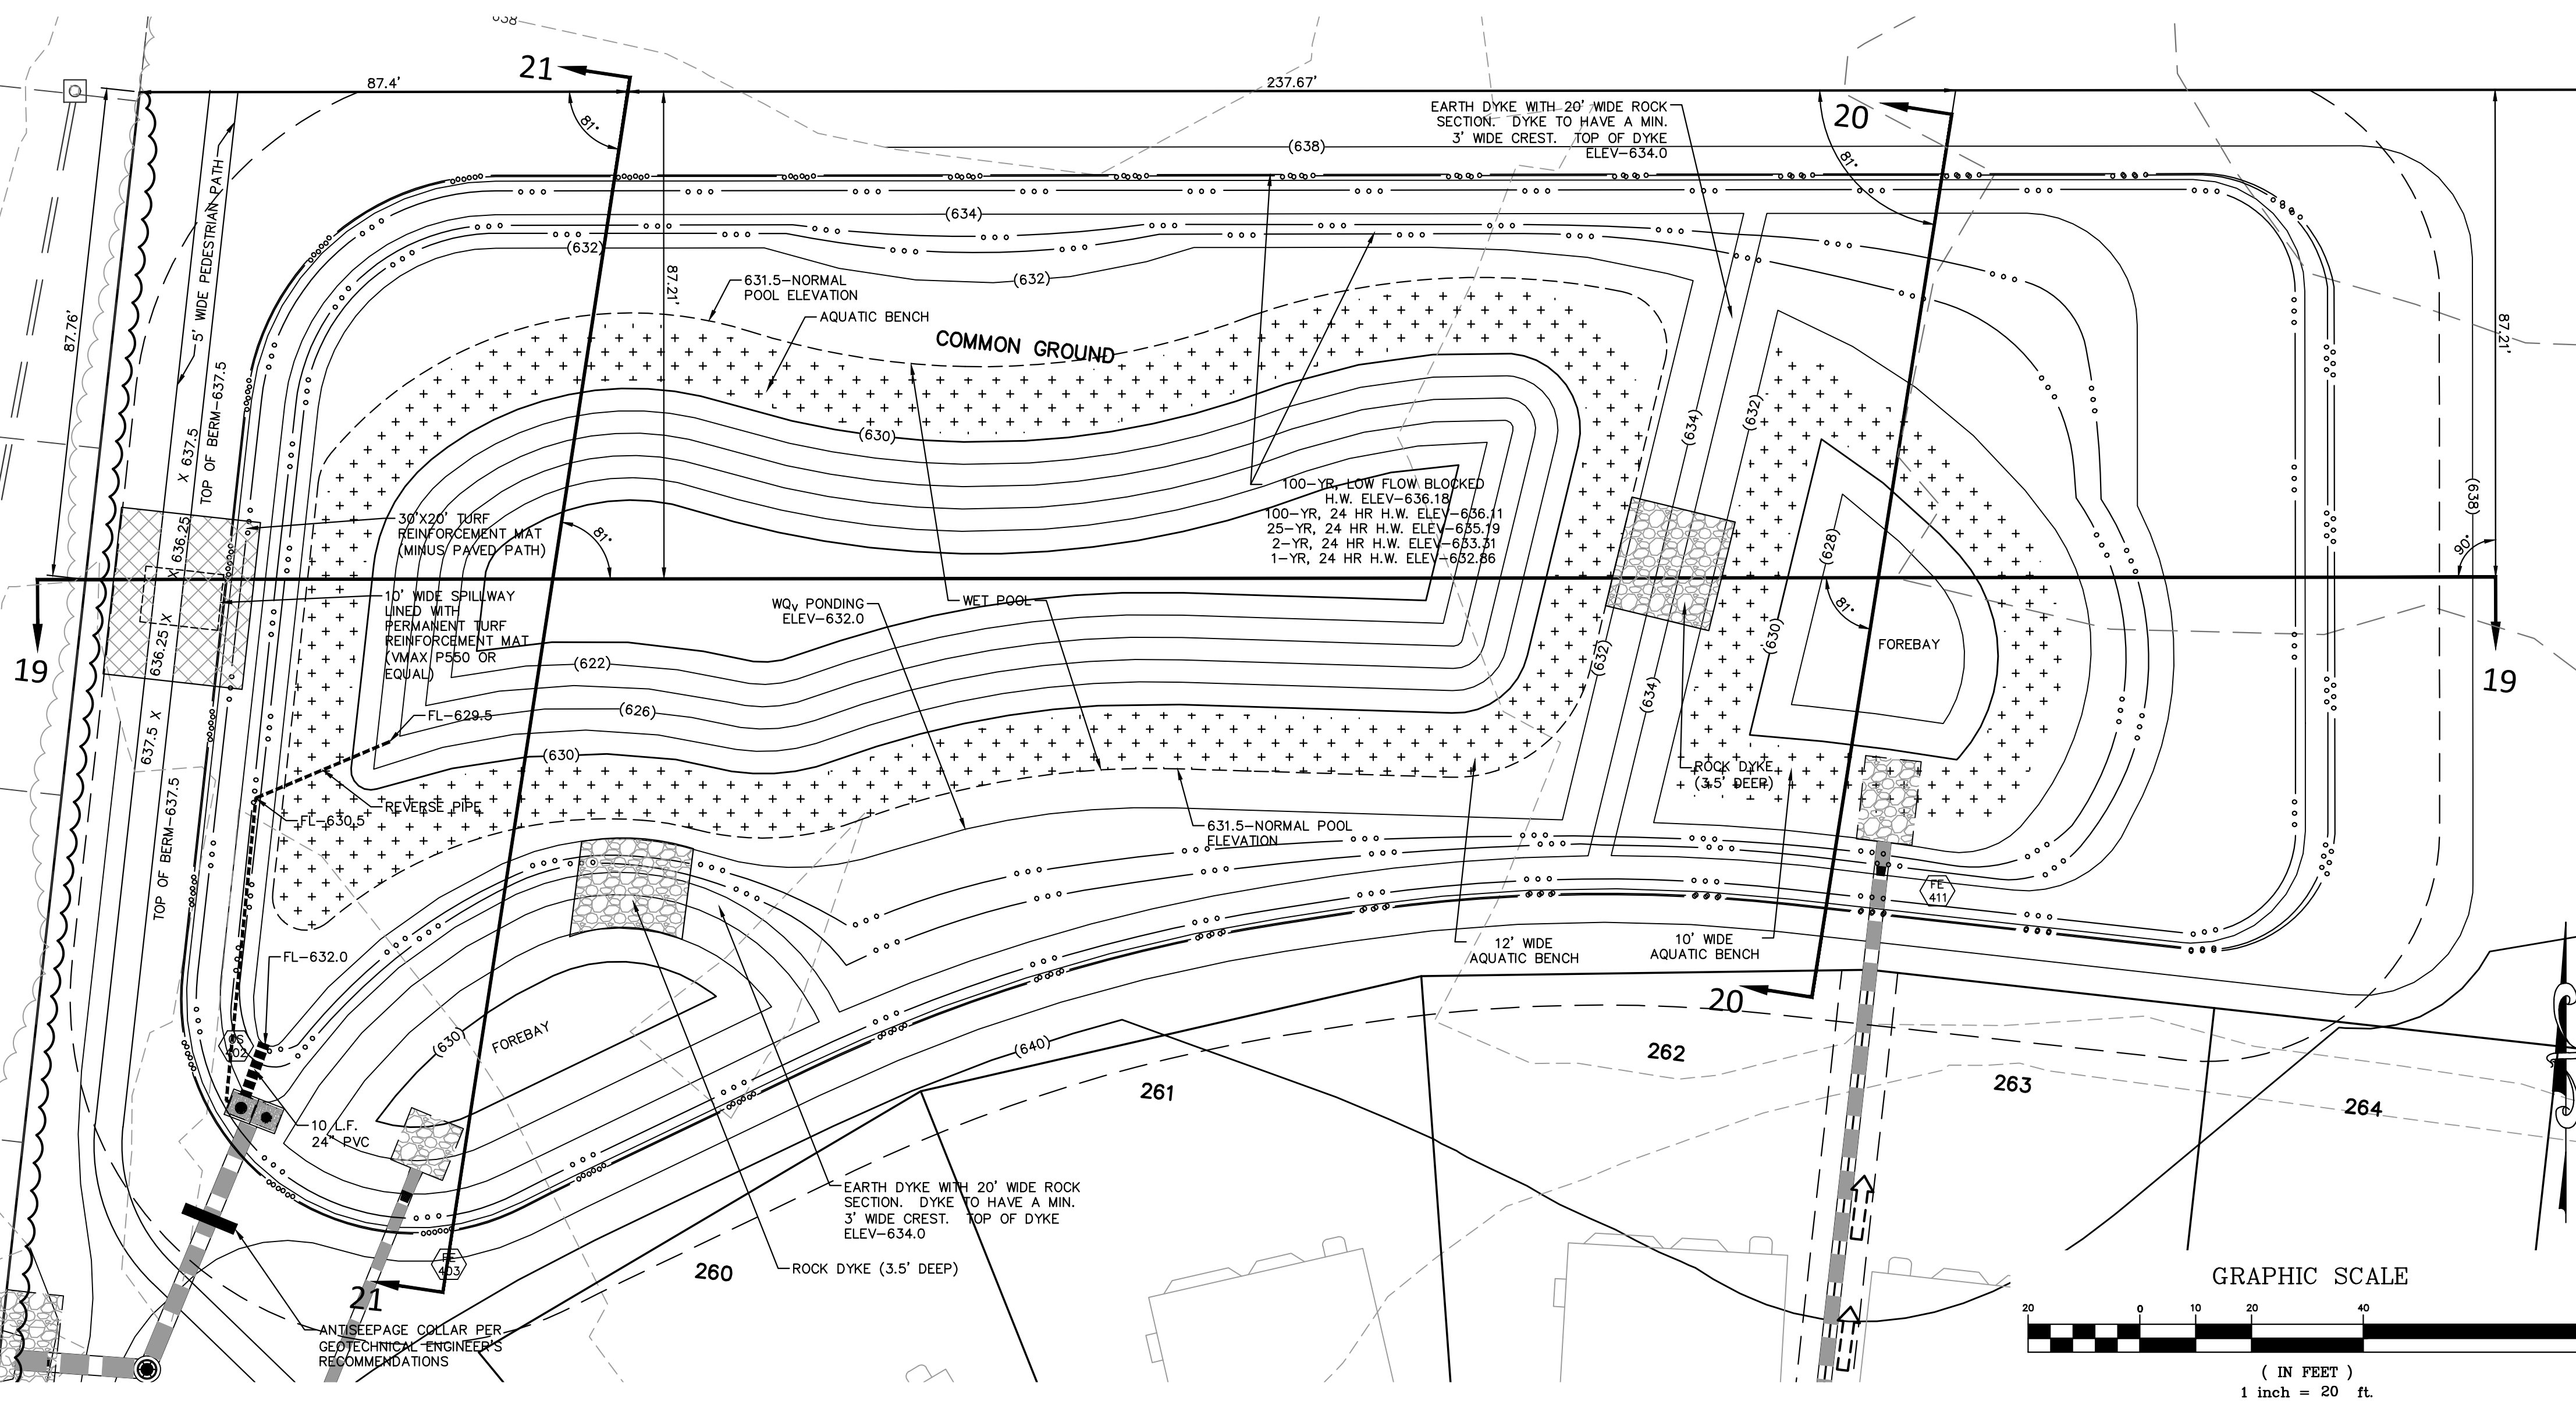 638
21
87.4'
237.67'
EARTH DYKE WITH 20' WIDE ROCK
SECTION. DYKE TO HAVE A MIN.
3' WIDE CREST. TOP OF DYKE
ELEV-634.0
20
81°
81°
(638)
5' WIDE PEDESTRIAN PATH
(634)
(632)
(632)
87.21'
87.76'
87.21'
631.5-NORMAL
POOL ELEVATION
AQUATIC BENCH
COMMON GROUND
TOP OF BERM-637.5
X 637.5
(630)
(634)
(632)
100-YR, LOW FLOW BLOCKED
H.W. ELEV-636.18
100-YR, 24 HR H.W. ELEV-636.11
25-YR, 24 HR H.W. ELEV-635.19
2-YR, 24 HR H.W. ELEV-633.31
1-YR, 24 HR H.W. ELEV-632.86
(638)
30'X20' TURF
REINFORCEMENT MAT
(MINUS PAVED PATH)
X 636.25
81°
(628)
90°
10' WIDE SPILLWAY
LINED WITH
PERMANENT TURF
REINFORCEMENT MAT
(VMAX P550 OR
EQUAL)
636.25 X
WQv PONDING
ELEV-632.0
WET POOL
81°
19
(622)
(632)
(630)
FOREBAY
19
(626)
(634)
FL-629.5
637.5 X
(630)
ROCK DYKE
(3.5' DEEP)
REVERSE PIPE
FL-630.5
631.5-NORMAL POOL
ELEVATION
TOP OF BERM-637.5
FE
411
FL-632.0
12' WIDE
AQUATIC BENCH
10' WIDE
AQUATIC BENCH
20
OS
402
(630)
FOREBAY
(640)
262
261
263
264
10 L.F.
24" PVC
EARTH DYKE WITH 20' WIDE ROCK
SECTION. DYKE TO HAVE A MIN.
3' WIDE CREST. TOP OF DYKE
ELEV-634.0
ROCK DYKE (3.5' DEEP)
260
FE
403
21
ANTISEEPAGE COLLAR PER
GEOTECHNICAL ENGINEER'S
RECOMMENDATIONS
GRAPHIC SCALE
20 0 10 20 40
( IN FEET )
1 inch = 20 ft.